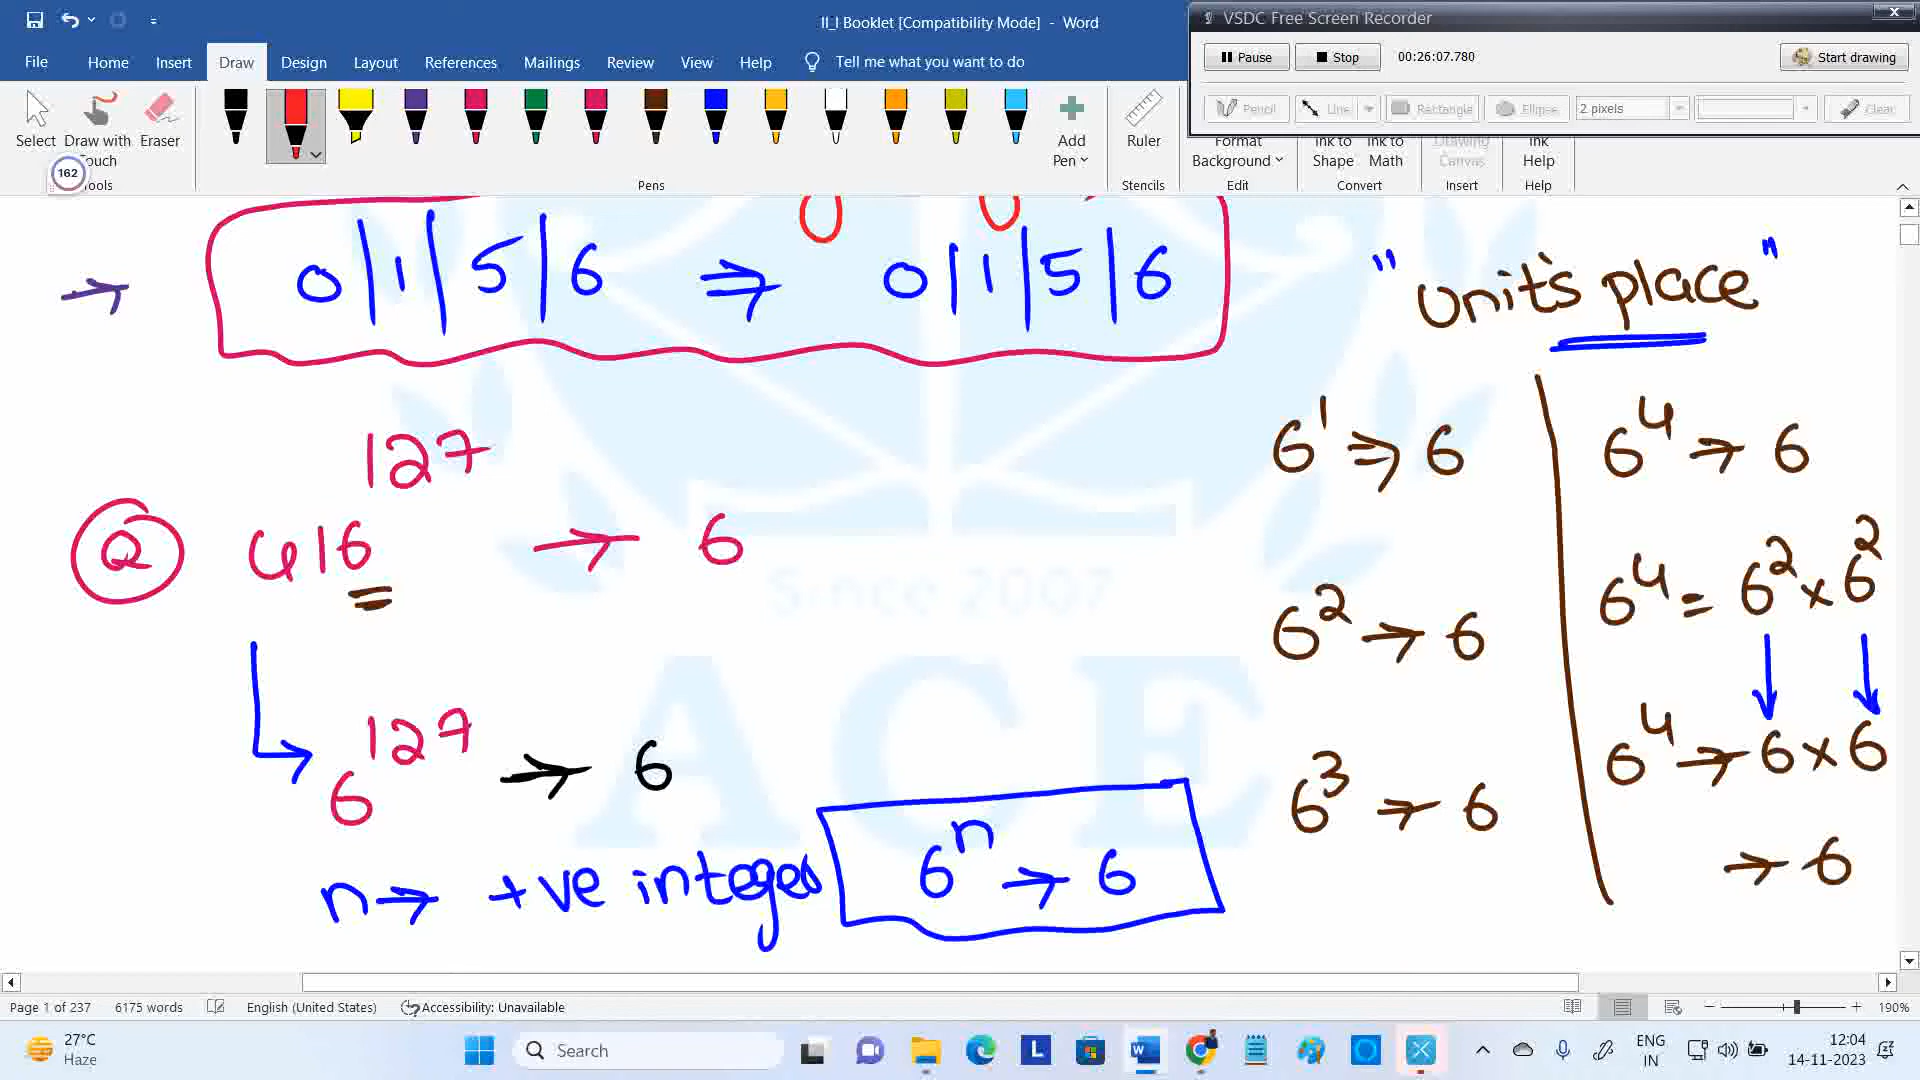 II_I Booklet [Compatibility Mode] - Word
VSDC Free Screen Recorder
Pause Stop 00:26:07.780 Start drawing
File Home Insert Draw Design Layout References Mailings Review View Help Tell me what you want to do
Pencil Line Rectangle Ellipse 2 pixels Clear
Select Draw with Touch Eraser Add Pen Ruler Format Background Ink to Shape Ink to Math Drawing Canvas Ink Help
162
Tools Pens Stencils Edit Convert Insert Help
→ 0|1|5|6 ⇒ 0|1|5|6
"Unit's place"
Q 416^127 → 6
6^127 → 6
n → +ve integer
6^n → 6
6^1 ⇒ 6
6^2 → 6
6^3 → 6
6^4 → 6
6^4 = 6^2 × 6^2
6^4 → 6 × 6
→ 6
Since 2007
ACE
Page 1 of 237 6175 words English (United States) Accessibility: Unavailable 190%
27°C
Haze
Search
ENG
IN
12:04
14-11-2023